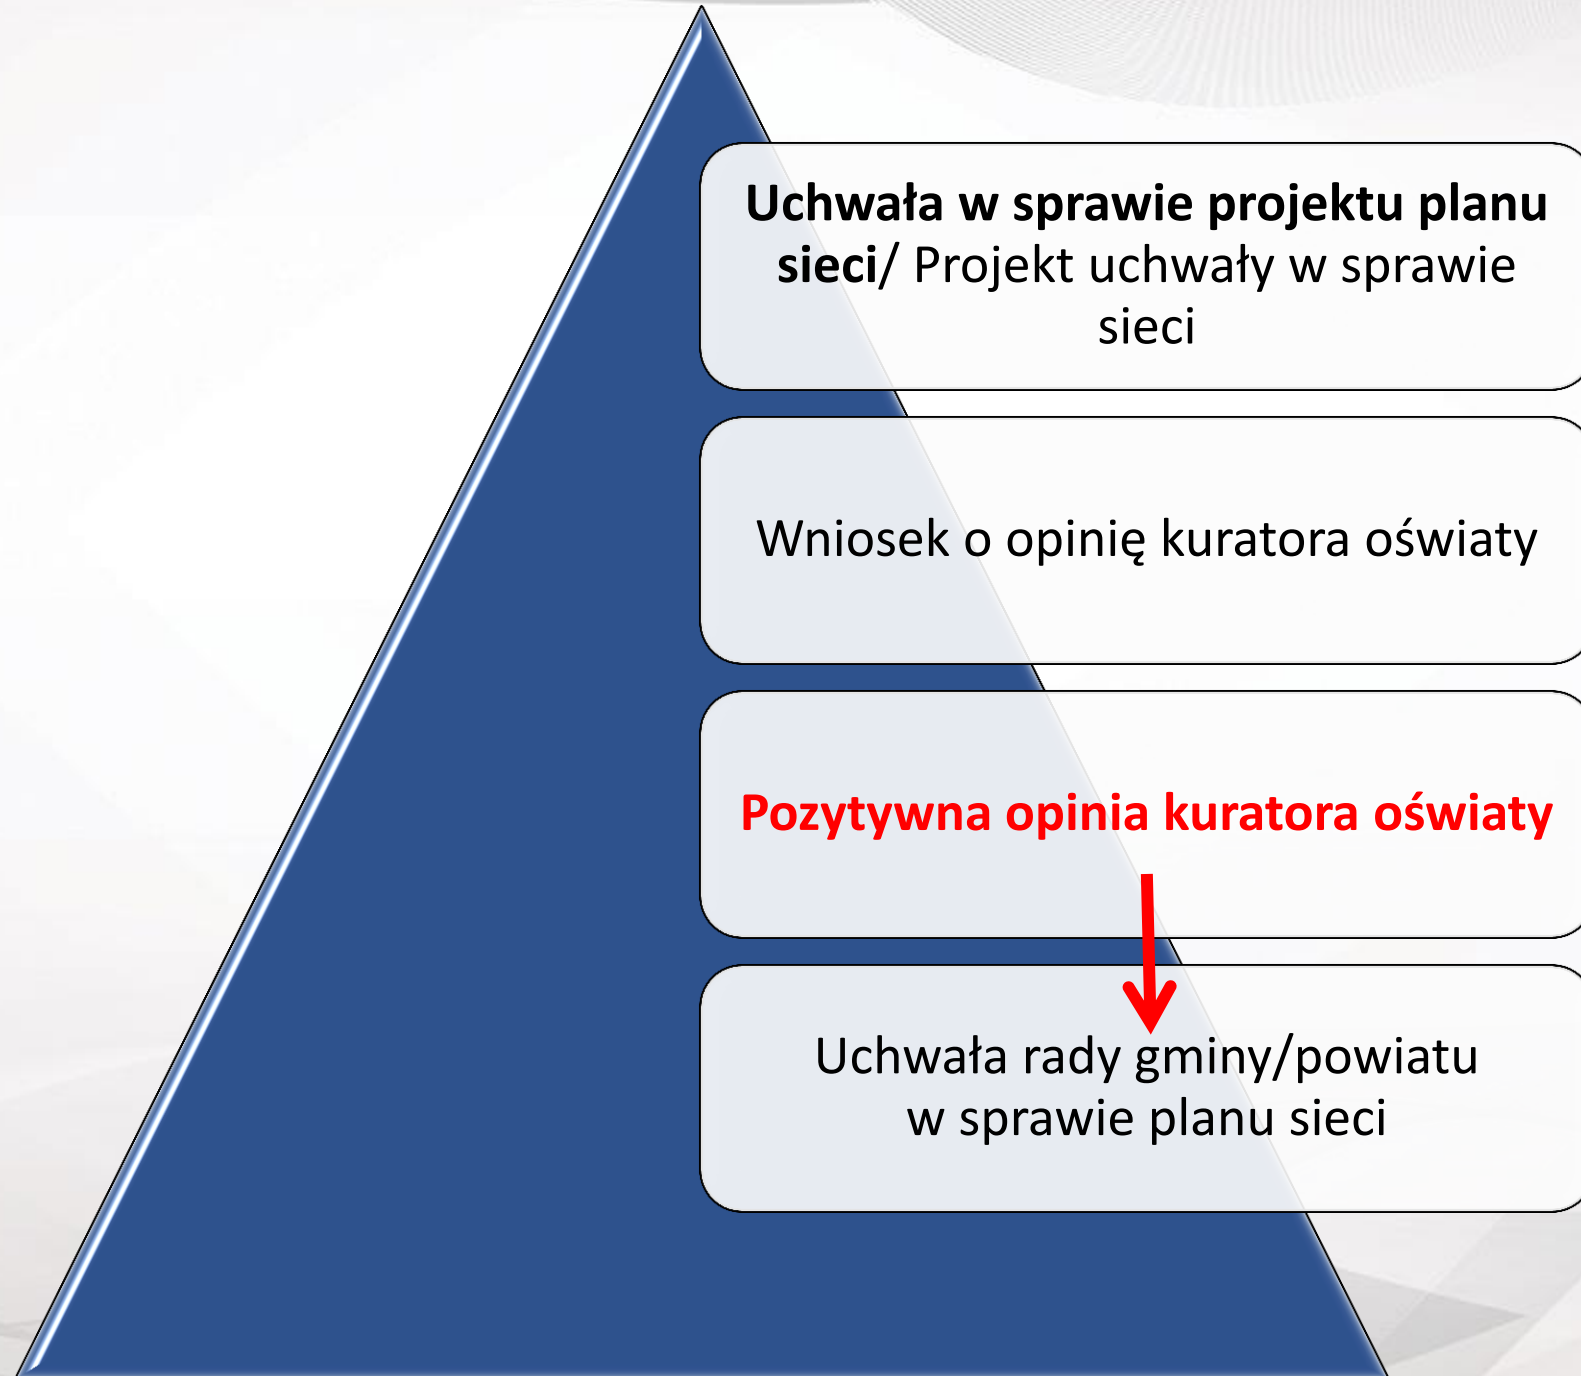 Uchwała w sprawie projektu planu
sieci/ Projekt uchwały w sprawie
sieci
Wniosek o opinię kuratora oświaty
Pozytywna opinia kuratora oświaty
Uchwała rady gminy/powiatu
w sprawie planu sieci